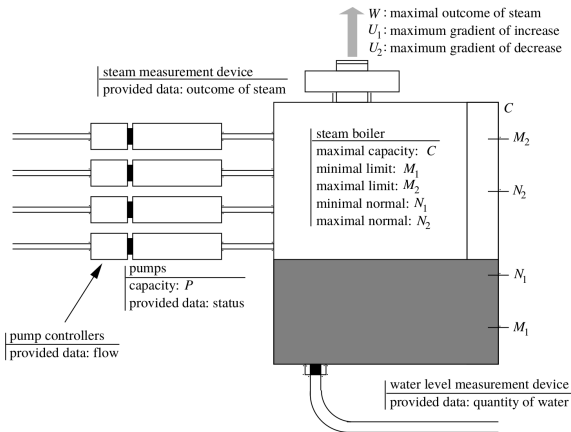 W: maximal outcome of steam
U₁: maximum gradient of increase
U₂: maximum gradient of decrease
steam measurement device
provided data: outcome of steam
C
M₂
N₂
N₁
M₁
steam boiler
maximal capacity: C
minimal limit: M₁
maximal limit: M₂
minimal normal: N₁
maximal normal: N₂
pumps
capacity: P
provided data: status
pump controllers
provided data: flow
water level measurement device
provided data: quantity of water